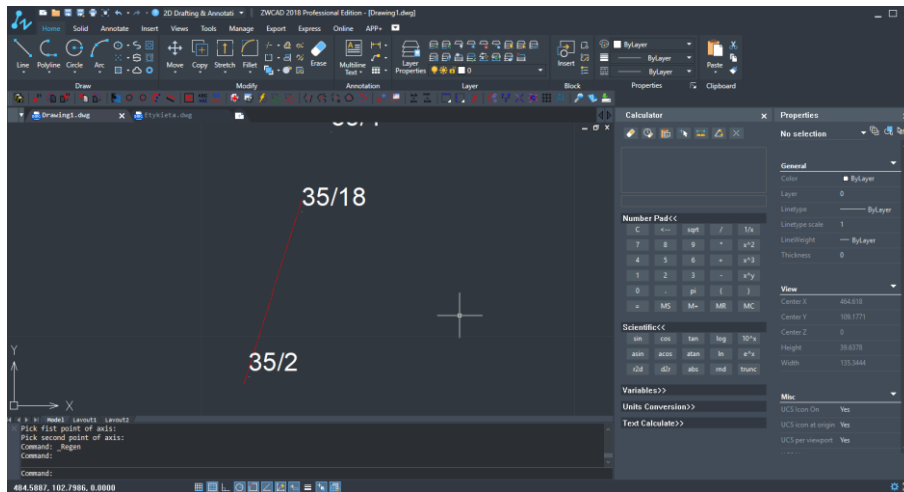 2D Drafting & Annotati
ZWCAD 2018 Professional Edition - [Drawing1.dwg]
Home Solid Annotate Insert Views Tools Manage Export Express Online APP+
Line Polyline Circle Arc
Move Copy Stretch Fillet Erase
Multiline Text
Layer Properties
0
Insert
ByLayer
ByLayer
ByLayer
Paste
Draw Modify Annotation Layer Block Properties Clipboard
Drawing1.dwg Etykieta.dwg
35/18
35/2
Y
X
Model Layout1 Layout2
Pick fist point of axis:
Pick second point of axis:
Command: _Regen
Command:
Command:
484.5887, 102.7986, 0.0000
Calculator
Number Pad<<
C <-- sqrt / 1/x
7 8 9 * x^2
4 5 6 + x^3
1 2 3 - x^y
0 . pi ( )
= MS M+ MR MC
Scientific<<
sin cos tan log 10^x
asin acos atan ln e^x
r2d d2r abs rnd trunc
Variables>>
Units Conversion>>
Text Calculate>>
Properties
No selection
General
Color ByLayer
Layer 0
Linetype ByLayer
Linetype scale 1
LineWeight ByLayer
Thickness 0
View
Center X 464.618
Center Y 109.1771
Center Z 0
Height 39.6378
Width 135.3444
Misc
UCS icon On Yes
UCS icon at origin Yes
UCS per viewport Yes